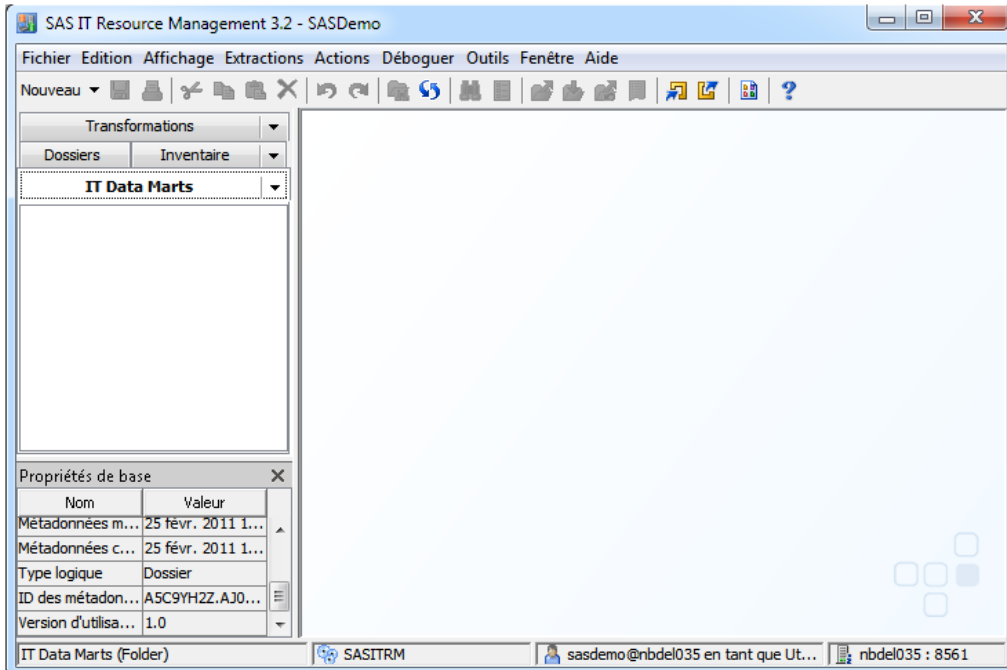 SAS IT Resource Management 3.2 - SASDemo
Fichier Edition Affichage Extractions Actions Déboguer Outils Fenêtre Aide
Nouveau
Transformations
Dossiers Inventaire
IT Data Marts
Propriétés de base
Nom Valeur
Métadonnées m... 25 févr. 2011 1...
Métadonnées c... 25 févr. 2011 1...
Type logique Dossier
ID des métadon... A5C9YH2Z.AJ0...
Version d'utilisa... 1.0
IT Data Marts (Folder) SASITRM sasdemo@nbdel035 en tant que Ut... nbdel035 : 8561